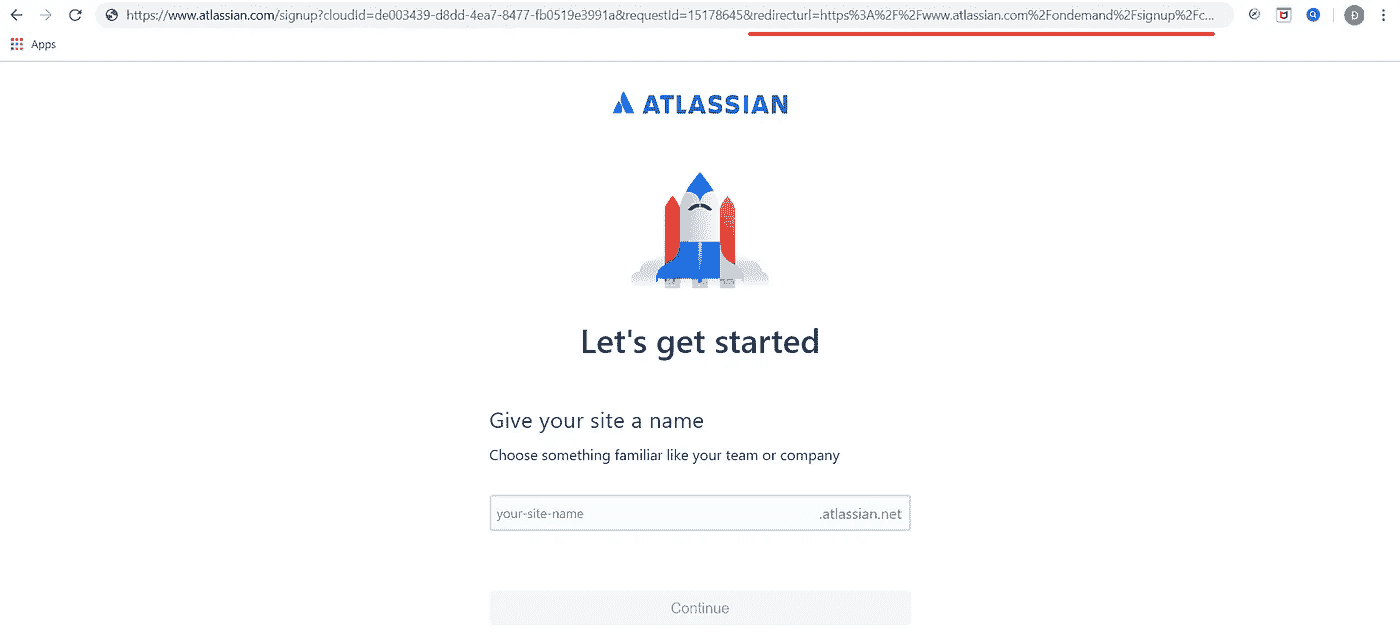 https://www.atlassian.com/signup?cloudid=de003439-d8dd-4ea7-8477-fb0519e3991a&requestId=15178645&redirecturl=https%3A%2F%2Fwww.atlassian.com%2Fondemand%2Fsignup%2Fc...
Đ
Apps
ATLASSIAN
Let's get started
Give your site a name
Choose something familiar like your team or company
your-site-name .atlassian.net
Continue